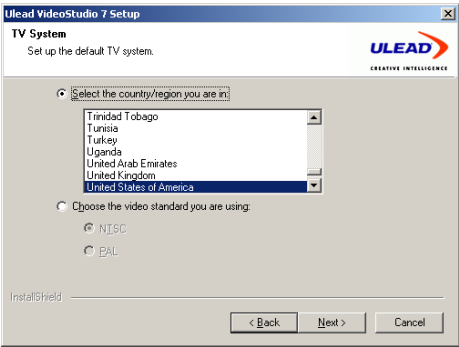 Ulead VideoStudio 7 Setup
TV System
Set up the default TV system.
ULEAD
CREATIVE INTELLIGENCE
Select the country/region you are in:
Trinidad Tobago
Tunisia
Turkey
Uganda
United Arab Emirates
United Kingdom
United States of America
Choose the video standard you are using:
NTSC
PAL
InstallShield
< Back Next > Cancel